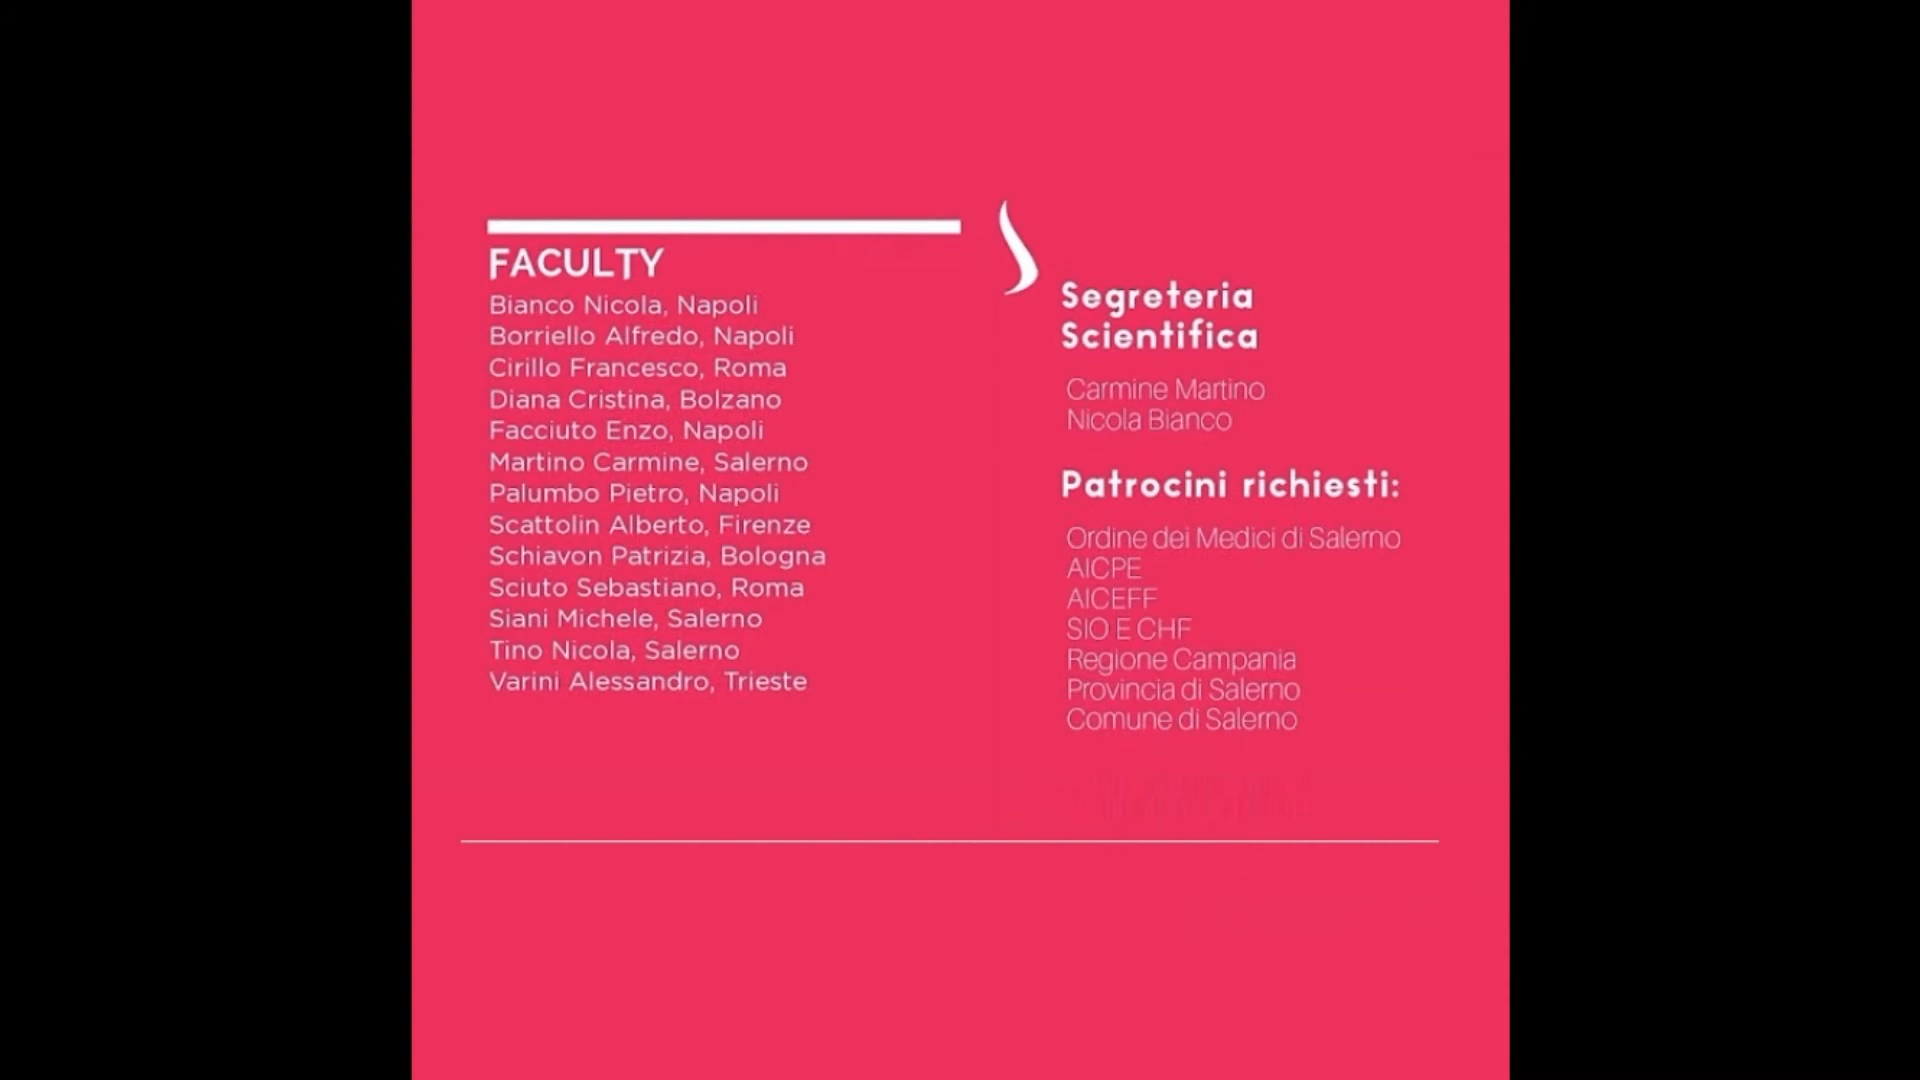 FACULTY
Bianco Nicola, Napoli
Borriello Alfredo, Napoli
Cirillo Francesco, Roma
Diana Cristina, Bolzano
Facciuto Enzo, Napoli
Martino Carmine, Salerno
Palumbo Pietro, Napoli
Scattolin Alberto, Firenze
Schiavon Patrizia, Bologna
Sciuto Sebastiano, Roma
Siani Michele, Salerno
Tino Nicola, Salerno
Varini Alessandro, Trieste
Segreteria
Scientifica
Carmine Martino
Nicola Bianco
Patrocini richiesti:
Ordine dei Medici di Salerno
AICPE
AICEFF
SIO E CHF
Regione Campania
Provincia di Salerno
Comune di Salerno